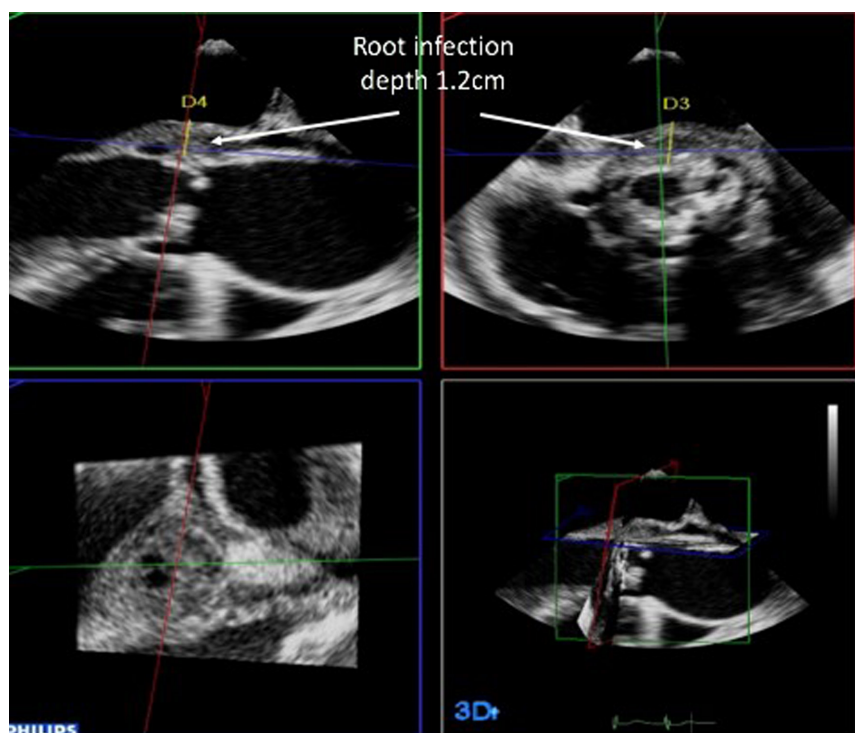 Root infection
depth 1.2cm
D4
D3
3D
PHILIPS